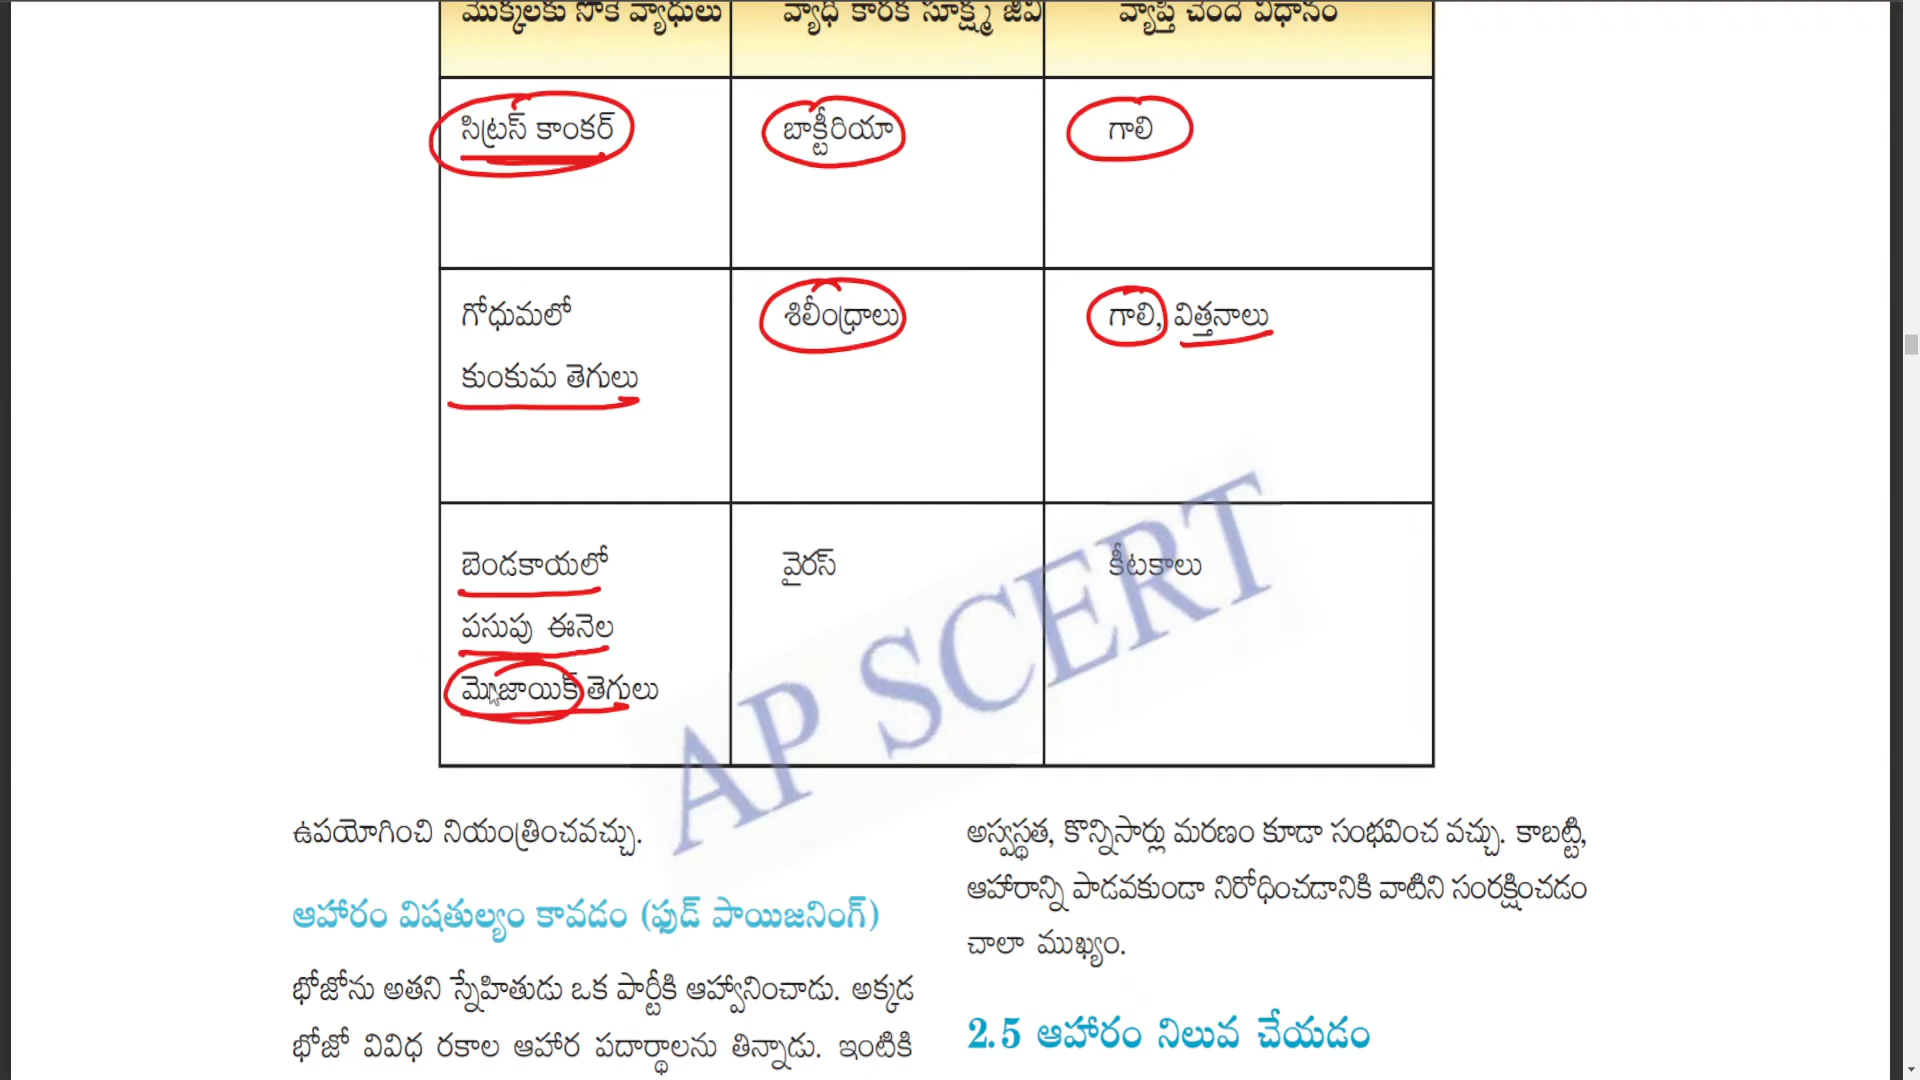 మొక్కలకు సోకే వ్యాధులు
వ్యాధి కారక సూక్ష్మ జీవి
వ్యాప్తి చెందే విధానం
సిట్రస్ కాంకర్
బాక్టీరియా
గాలి
గోధుమలో
కుంకుమ తెగులు
శిలీంధ్రాలు
గాలి, విత్తనాలు
బెండకాయలో
పసుపు ఈనెల
మొజాయిక్ తెగులు
వైరస్
కీటకాలు
AP SCERT
ఉపయోగించి నియంత్రించవచ్చు.
ఆహారం విషతుల్యం కావడం (ఫుడ్ పాయిజనింగ్)
భోజోను అతని స్నేహితుడు ఒక పార్టీకి ఆహ్వానించాడు. అక్కడ
భోజో వివిధ రకాల ఆహార పదార్థాలను తిన్నాడు. ఇంటికి
అస్వస్థత, కొన్నిసార్లు మరణం కూడా సంభవించ వచ్చు. కాబట్టి,
ఆహారాన్ని పాడవకుండా నిరోధించడానికి వాటిని సంరక్షించడం
చాలా ముఖ్యం.
2.5 ఆహారం నిలువ చేయడం